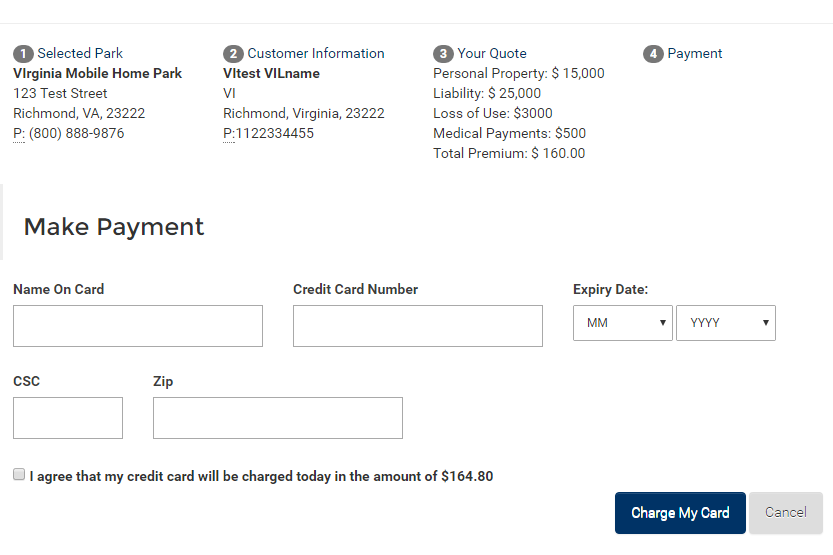 1 Selected Park
VIrginia Mobile Home Park
123 Test Street
Richmond, VA, 23222
P: (800) 888-9876
2 Customer Information
VItest VILname
VI
Richmond, Virginia, 23222
P:1122334455
3 Your Quote
Personal Property: $ 15,000
Liability: $ 25,000
Loss of Use: $3000
Medical Payments: $500
Total Premium: $ 160.00
4 Payment
Make Payment
Name On Card
Credit Card Number
Expiry Date:
MM
YYYY
CSC
Zip
I agree that my credit card will be charged today in the amount of $164.80
Charge My Card
Cancel